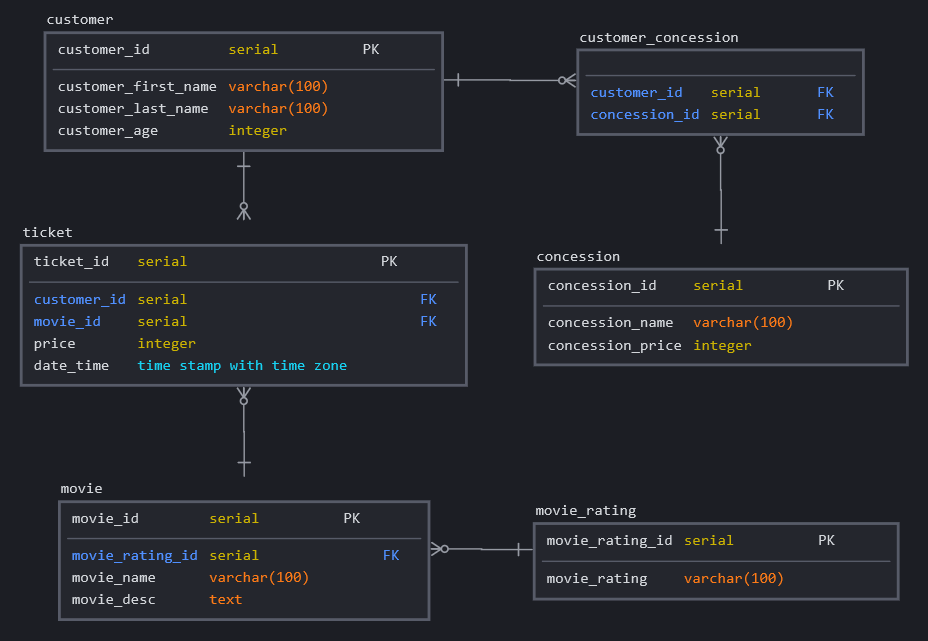 customer
customer_id serial PK
customer_first_name varchar(100)
customer_last_name varchar(100)
customer_age integer
customer_concession
customer_id serial FK
concession_id serial FK
ticket
ticket_id serial PK
customer_id serial FK
movie_id serial FK
price integer
date_time time stamp with time zone
concession
concession_id serial PK
concession_name varchar(100)
concession_price integer
movie
movie_id serial PK
movie_rating_id serial FK
movie_name varchar(100)
movie_desc text
movie_rating
movie_rating_id serial PK
movie_rating varchar(100)